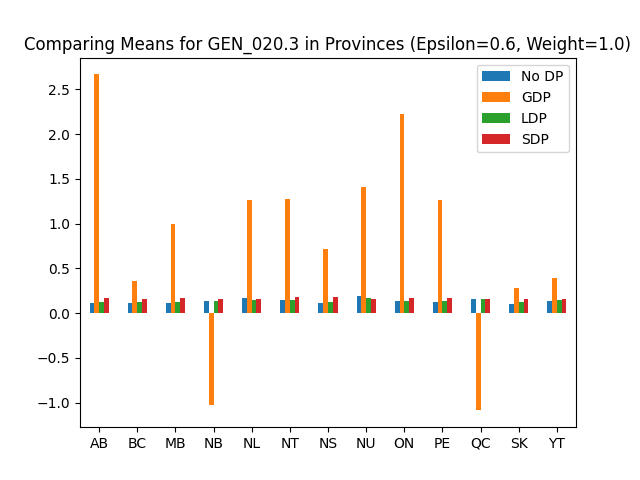 Comparing Means for GEN_020.3 in Provinces (Epsilon=0.6, Weight=1.0)
No DP
GDP
LDP
SDP
2.5
2.0
1.5
1.0
0.5
0.0
−0.5
−1.0
AB BC MB NB NL NT NS NU ON PE QC SK YT